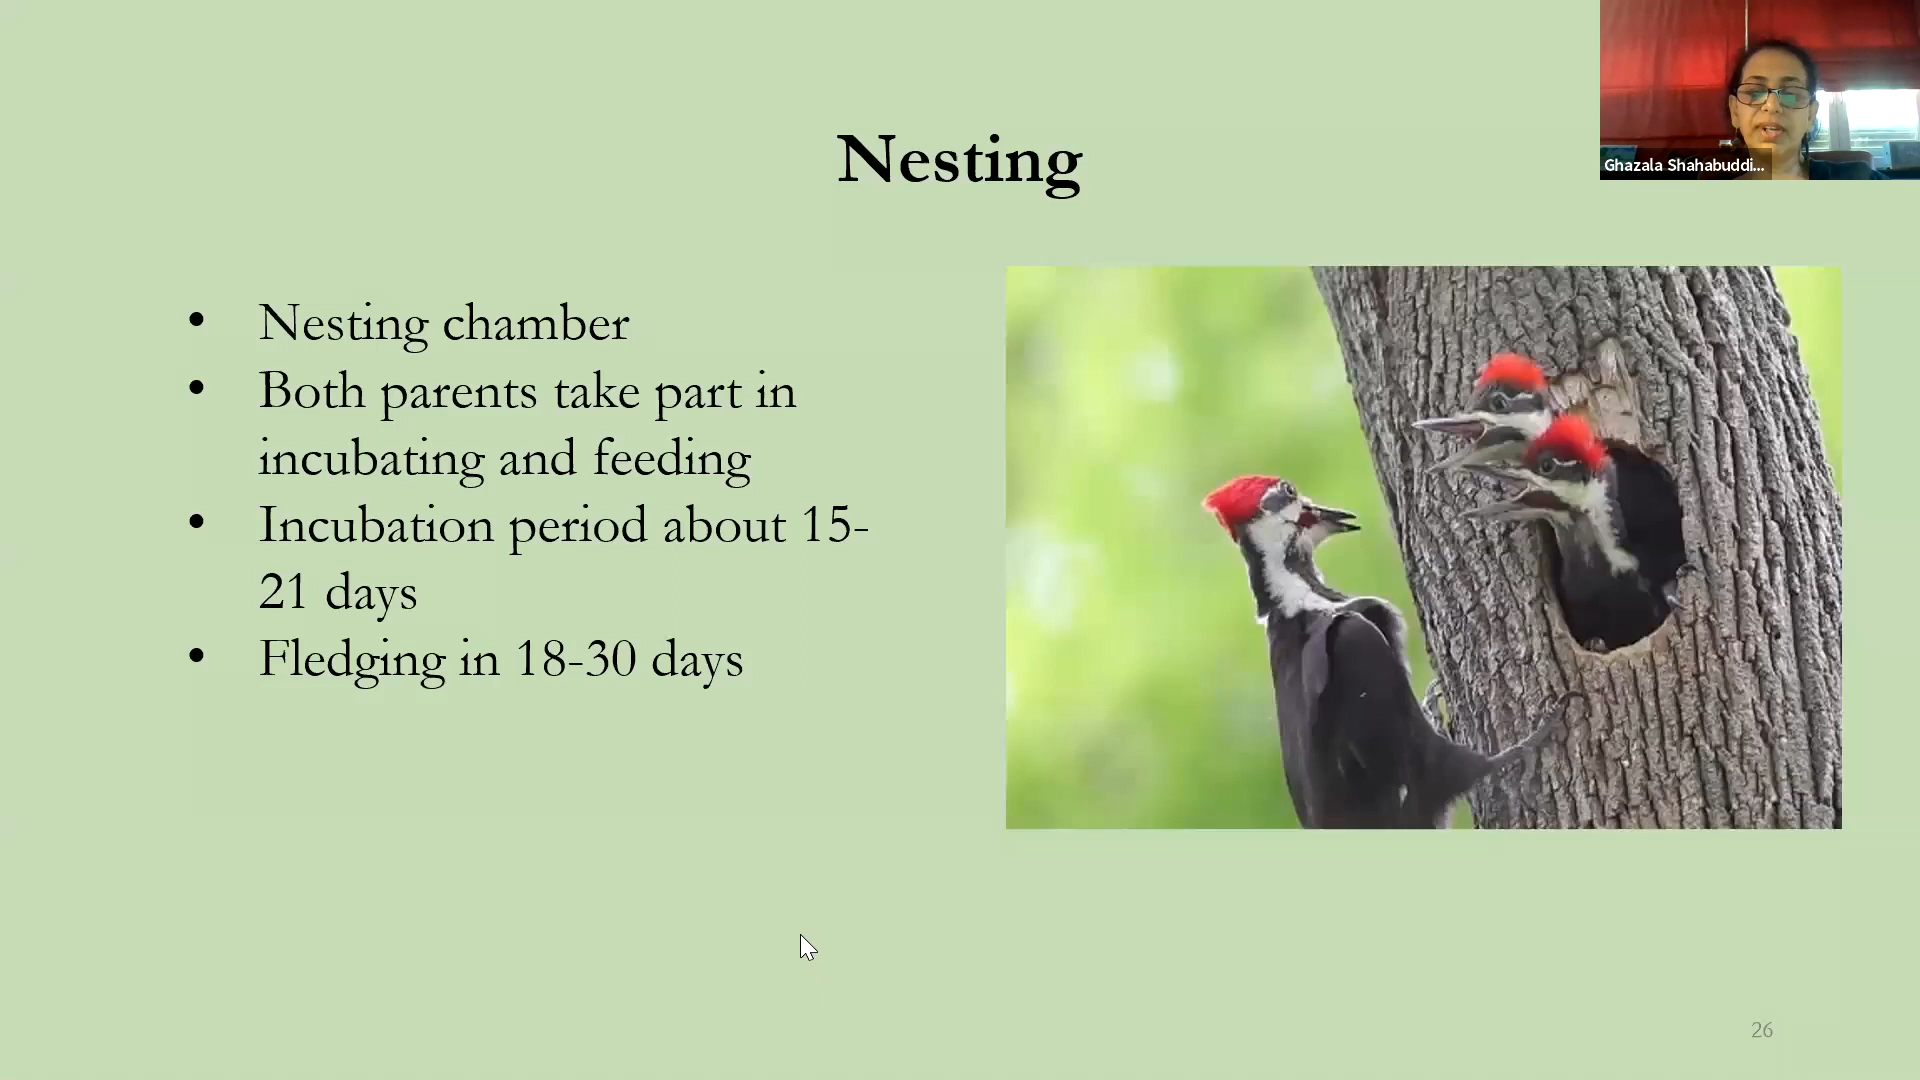 Ghazala Shahabuddi...
Nesting
• Nesting chamber
• Both parents take part in
incubating and feeding
• Incubation period about 15-
21 days
• Fledging in 18-30 days
26